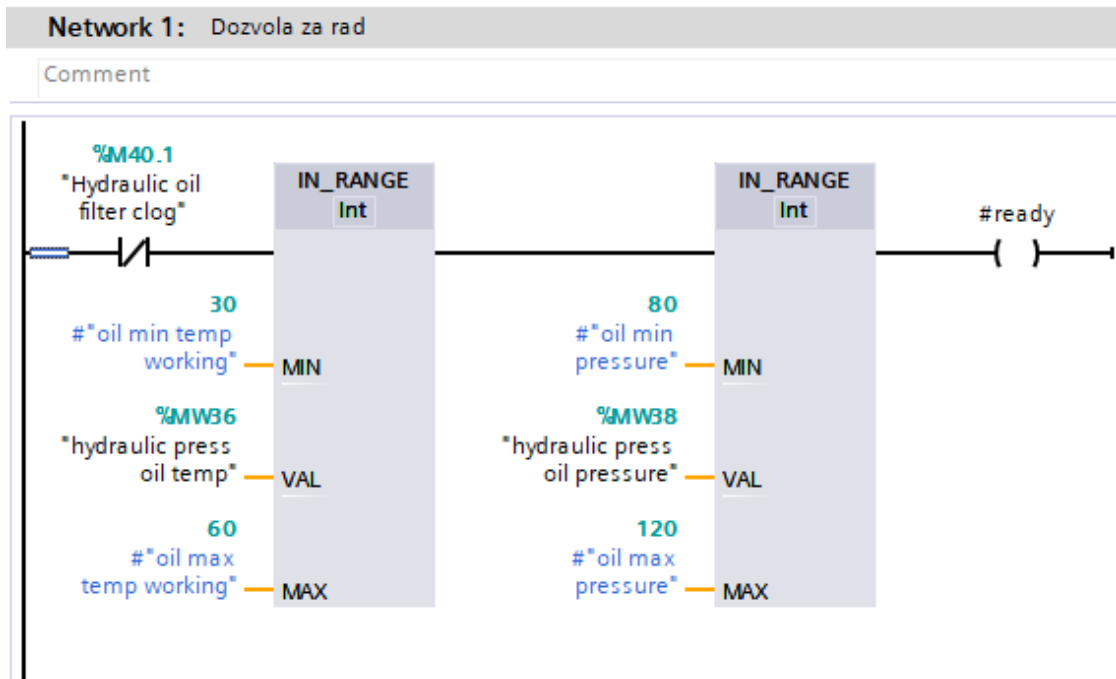 Network 1: Dozvola za rad
Comment
%M40.1
"Hydraulic oil
filter clog"
IN_RANGE
Int
30
#"oil min temp
working"
MIN
%MW36
"hydraulic press
oil temp"
VAL
60
#"oil max
temp working"
MAX
IN_RANGE
Int
80
#"oil min
pressure"
MIN
%MW38
"hydraulic press
oil pressure"
VAL
120
#"oil max
pressure"
MAX
#ready